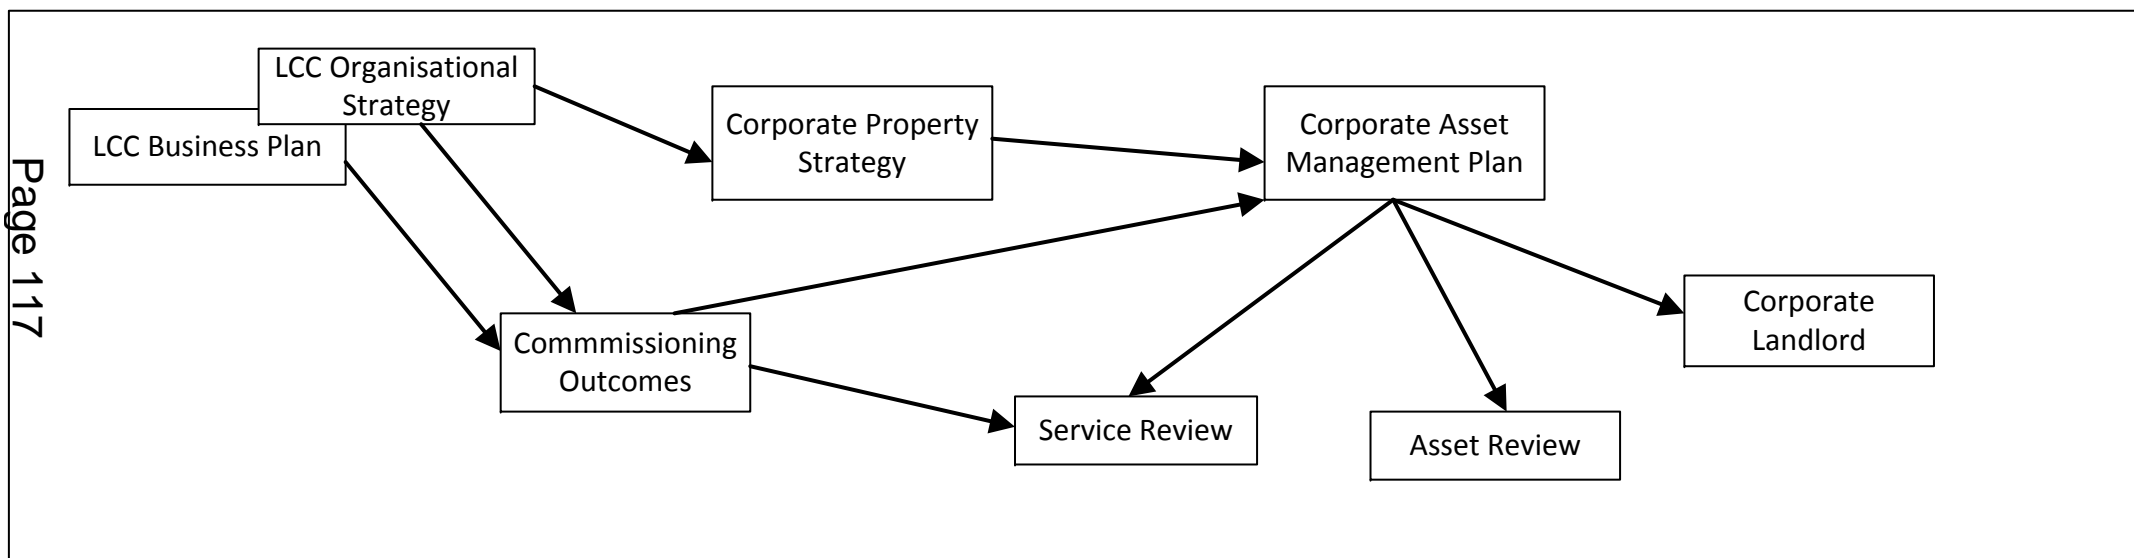 LCC Organisational
Strategy
LCC Business Plan
Corporate Property
Strategy
Corporate Asset
Management Plan
Commmissioning
Outcomes
Corporate
Landlord
Service Review
Asset Review
Page 117